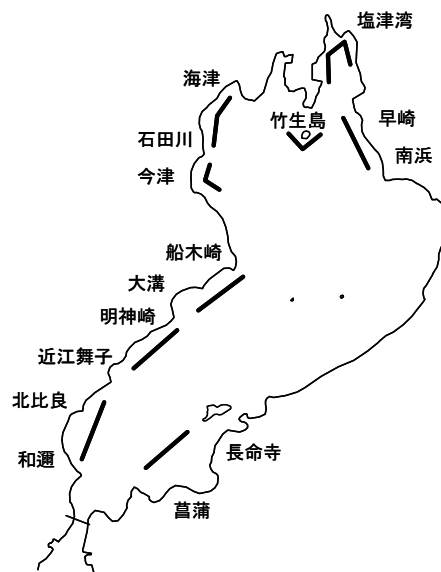 塩津湾
海津
竹生島
早崎
石田川
南浜
今津
船木崎
大溝
明神崎
近江舞子
北比良
長命寺
和邇
菖蒲